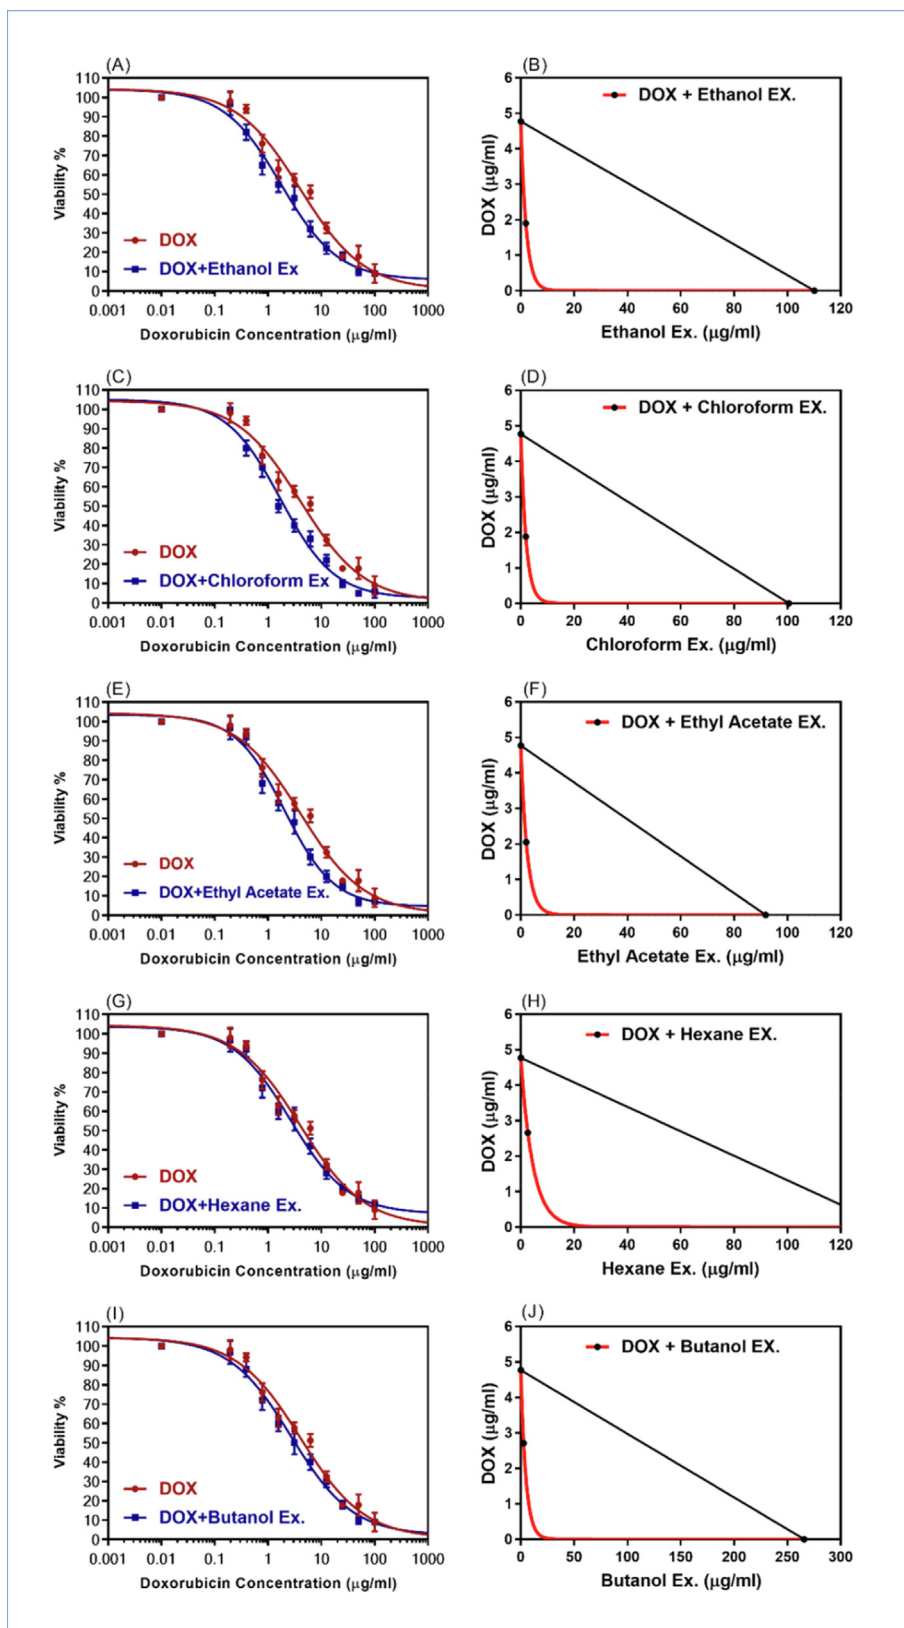 (A)
110
100
90
80
70
60
50
40
30
20
10
0
Viability %
DOX
DOX+Ethanol Ex
0.001 0.01 0.1 1 10 100 1000
Doxorubicin Concentration (µg/ml)
(B)
DOX + Ethanol EX.
6
5
4
3
2
1
0
DOX (µg/ml)
0 20 40 60 80 100 120
Ethanol Ex. (µg/ml)
(C)
110
100
90
80
70
60
50
40
30
20
10
0
Viability %
DOX
DOX+Chloroform Ex
0.001 0.01 0.1 1 10 100 1000
Doxorubicin Concentration (µg/ml)
(D)
DOX + Chloroform EX.
6
5
4
3
2
1
0
DOX (µg/ml)
0 20 40 60 80 100 120
Chloroform Ex. (µg/ml)
(E)
110
100
90
80
70
60
50
40
30
20
10
0
Viability %
DOX
DOX+Ethyl Acetate Ex.
0.001 0.01 0.1 1 10 100 1000
Doxorubicin Concentration (µg/ml)
(F)
DOX + Ethyl Acetate EX.
6
5
4
3
2
1
0
DOX (µg/ml)
0 20 40 60 80 100 120
Ethyl Acetate Ex. (µg/ml)
(G)
110
100
90
80
70
60
50
40
30
20
10
0
Viability %
DOX
DOX+Hexane Ex.
0.001 0.01 0.1 1 10 100 1000
Doxorubicin Concentration (µg/ml)
(H)
DOX + Hexane EX.
6
5
4
3
2
1
0
DOX (µg/ml)
0 20 40 60 80 100 120
Hexane Ex. (µg/ml)
(I)
110
100
90
80
70
60
50
40
30
20
10
0
Viability %
DOX
DOX+Butanol Ex.
0.001 0.01 0.1 1 10 100 1000
Doxorubicin Concentration (µg/ml)
(J)
DOX + Butanol EX.
6
5
4
3
2
1
0
DOX (µg/ml)
0 50 100 150 200 250 300
Butanol Ex. (µg/ml)